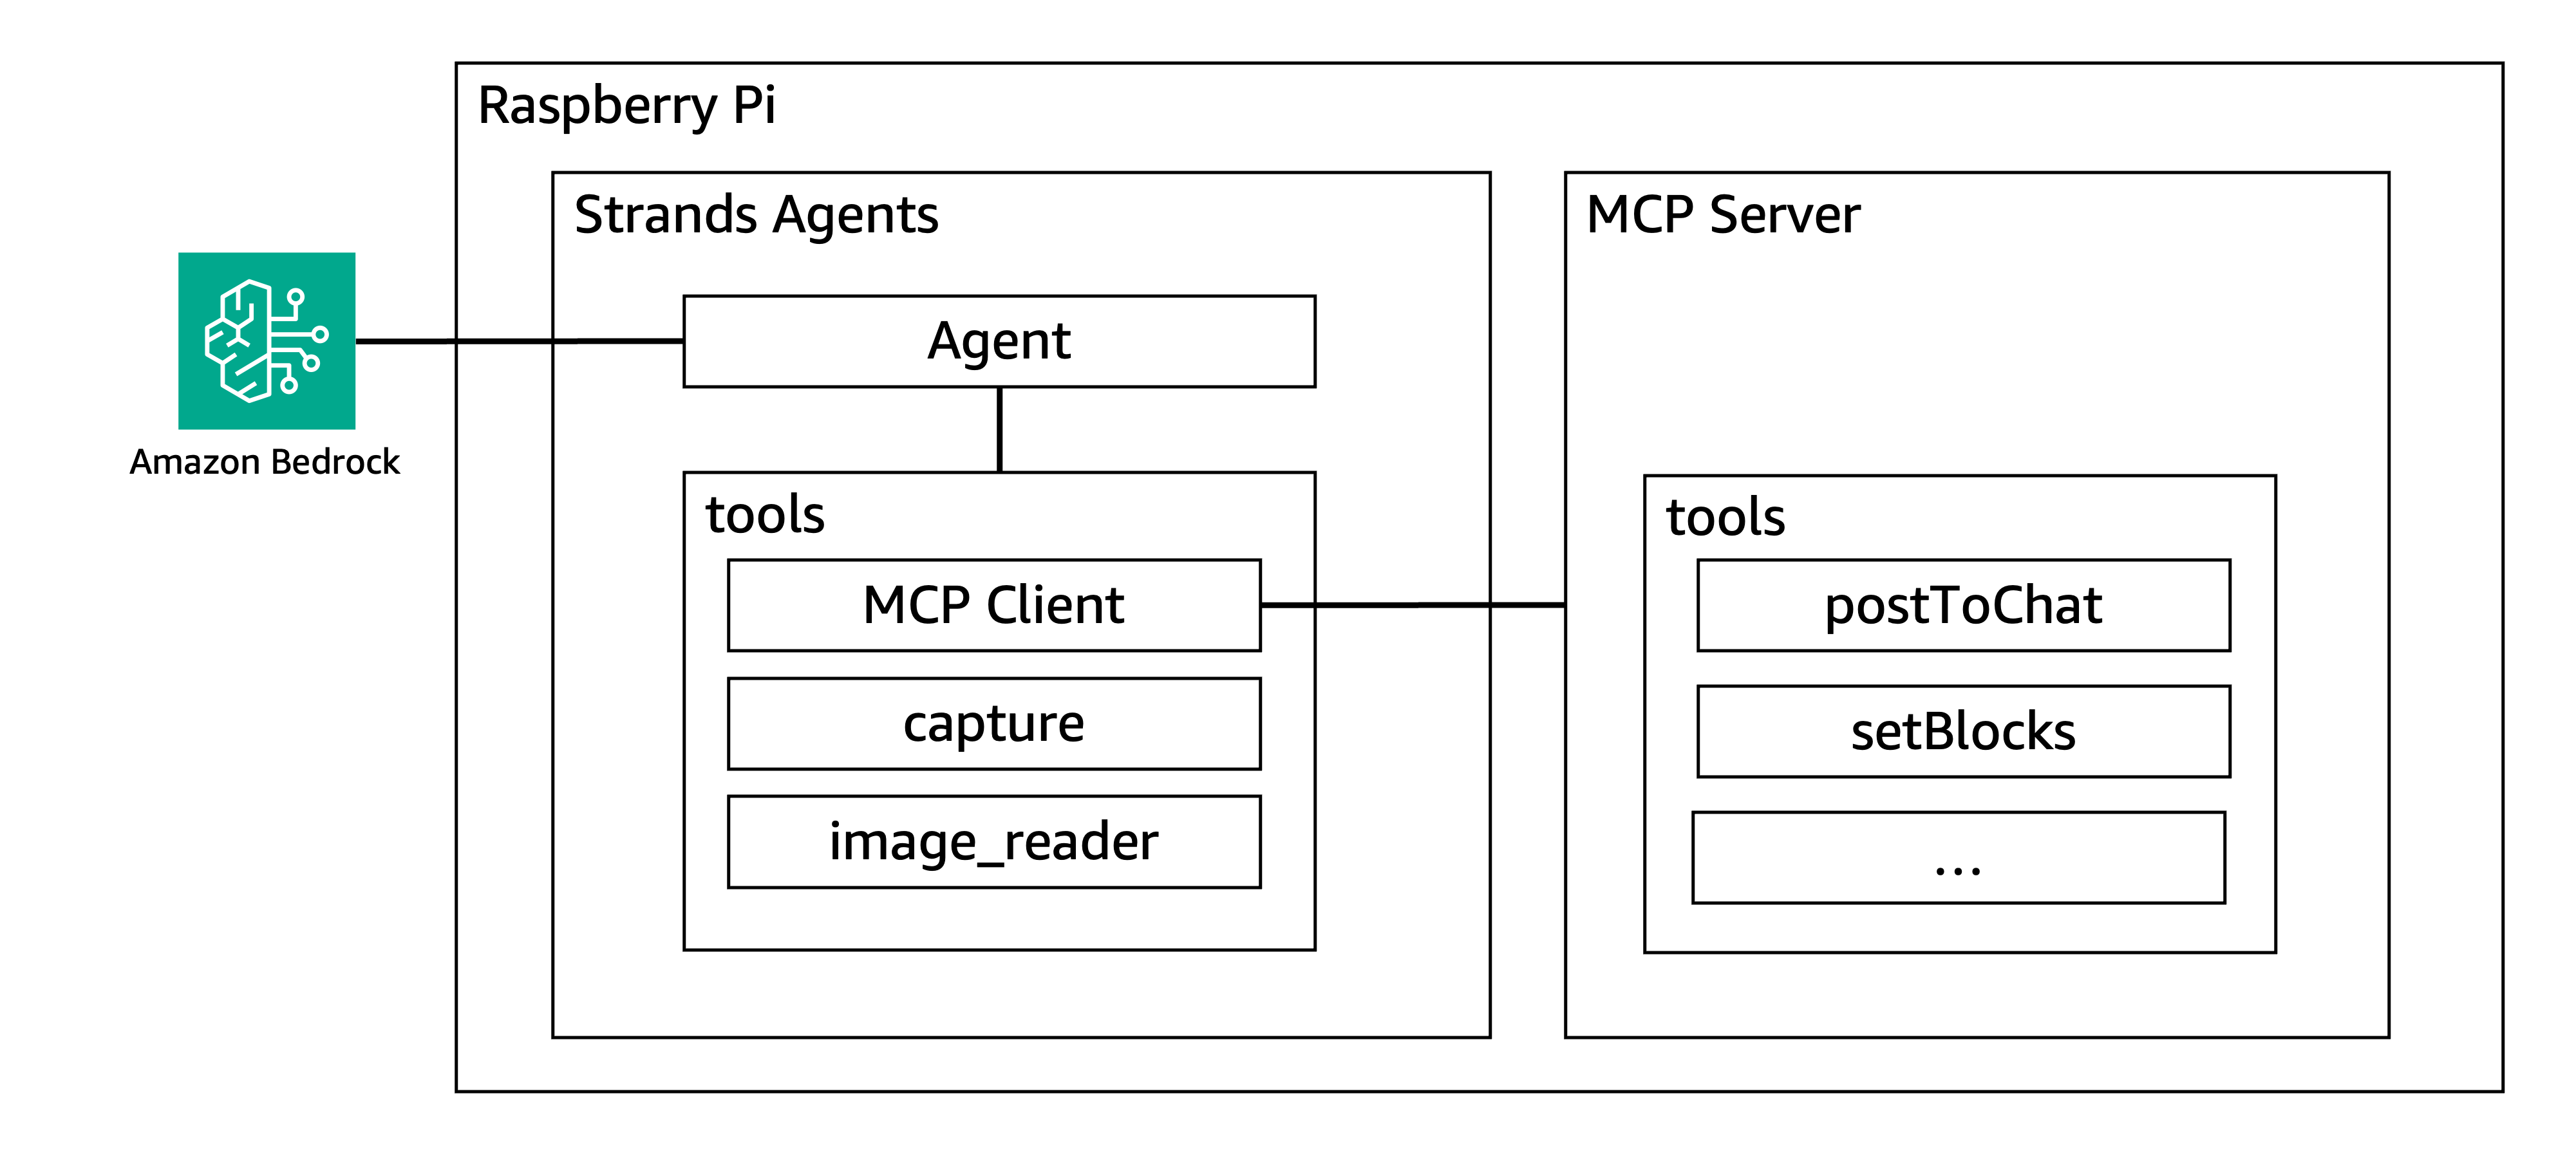 Raspberry Pi
Strands Agents
MCP Server
Agent
Amazon Bedrock
tools
tools
MCP Client
postToChat
capture
setBlocks
image_reader
...